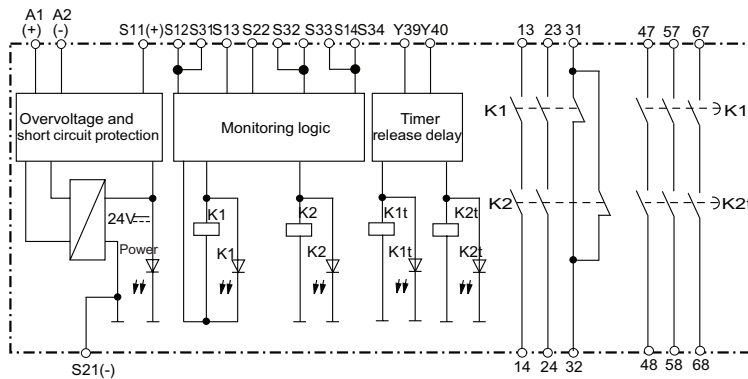 A1 A2 S11(+) S12 S31 S13 S22 S32 S33 S14 S34 Y39 Y40 13 23 31 47 57 67
(+) (-)
Overvoltage and
short circuit protection
Monitoring logic
Timer
release delay
K1 K1
24V
Power
K1 K2 K1t K2t K2 K2t
K1 K2 K1t K2t
S21(-) 14 24 32 48 58 68